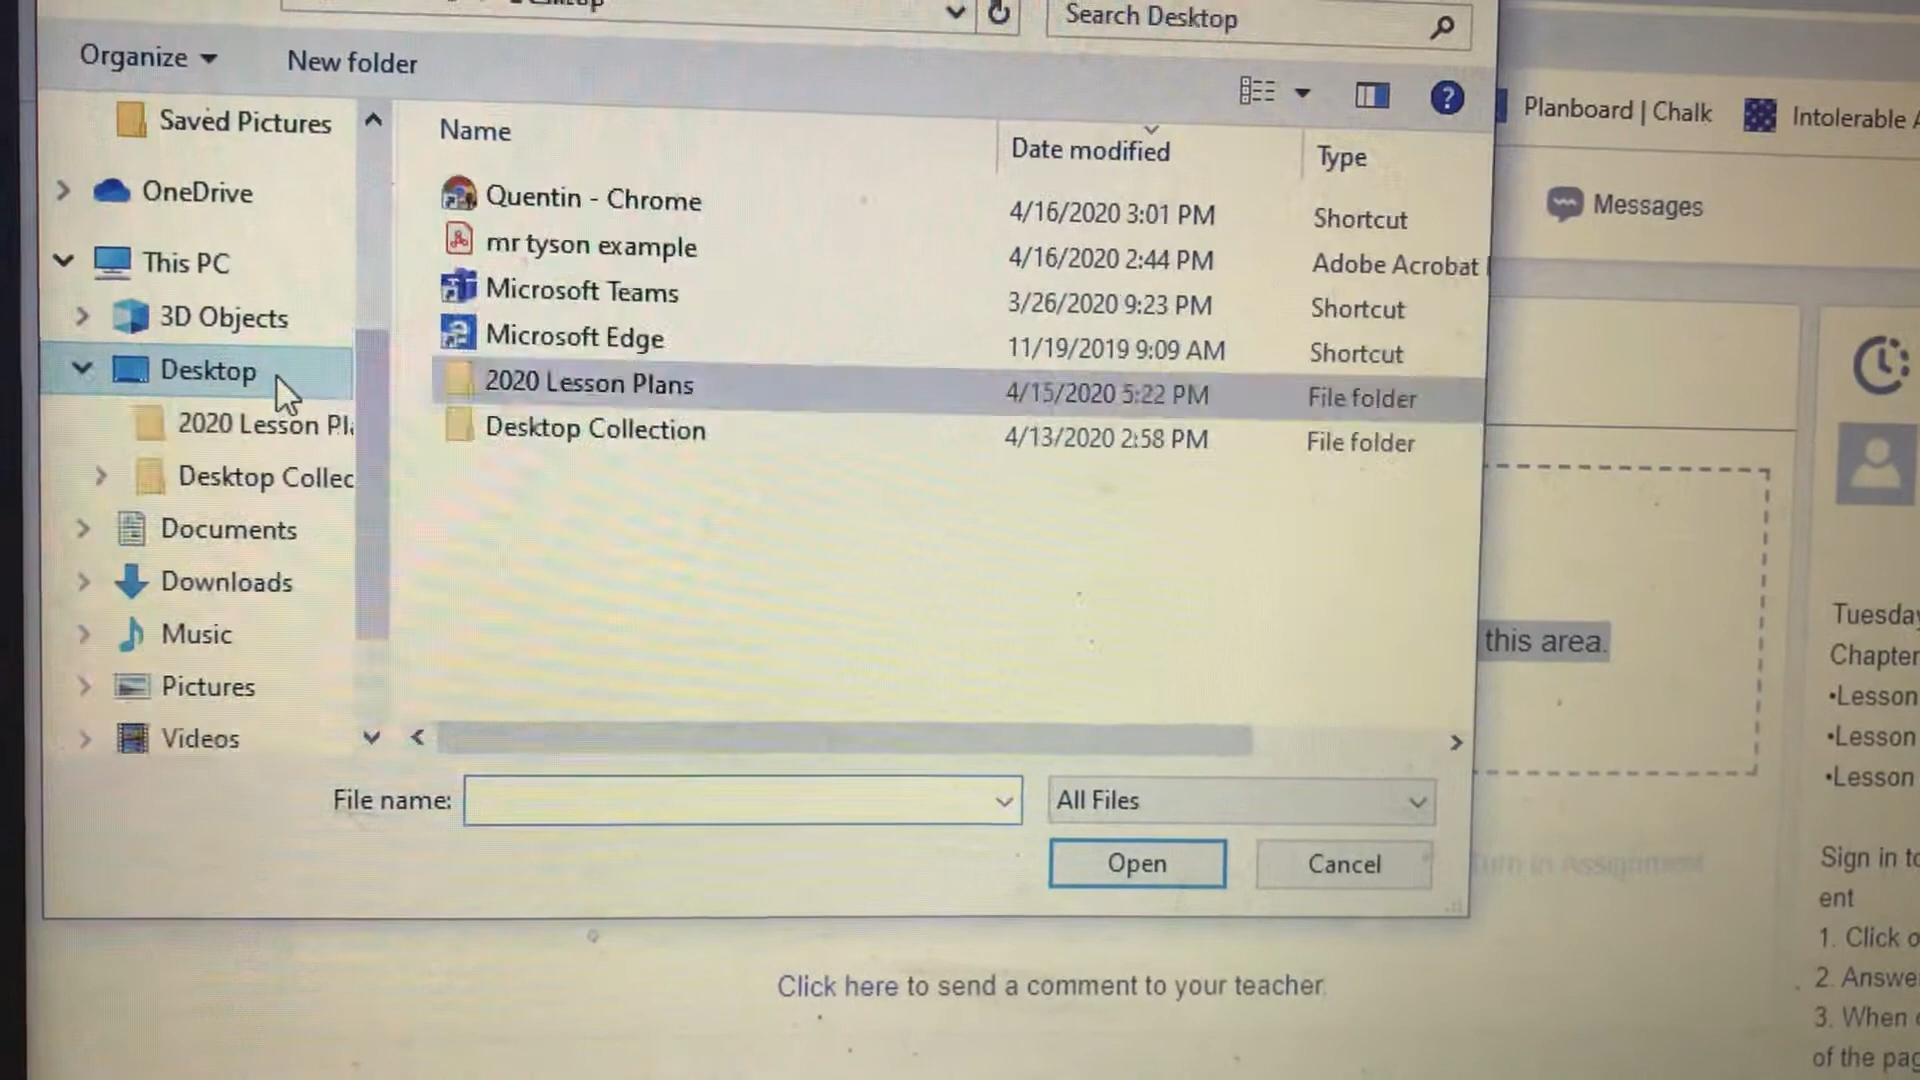 Search Desktop
Organize
New folder
Saved Pictures
OneDrive
This PC
3D Objects
Desktop
2020 Lesson Pl
Desktop Collec
Documents
Downloads
Music
Pictures
Videos
Name
Date modified
Type
Quentin - Chrome
4/16/2020 3:01 PM
Shortcut
mr tyson example
4/16/2020 2:44 PM
Adobe Acrobat
Microsoft Teams
3/26/2020 9:23 PM
Shortcut
Microsoft Edge
11/19/2019 9:09 AM
Shortcut
2020 Lesson Plans
4/15/2020 5:22 PM
File folder
Desktop Collection
4/13/2020 2:58 PM
File folder
File name:
All Files
Open
Cancel
Planboard | Chalk
Intolerable A
Messages
this area.
Turn in Assignment
Click here to send a comment to your teacher.
Tuesday
Chapter
•Lesson
•Lesson
•Lesson
Sign in to
ent
1. Click o
2. Answe
3. When
of the pag